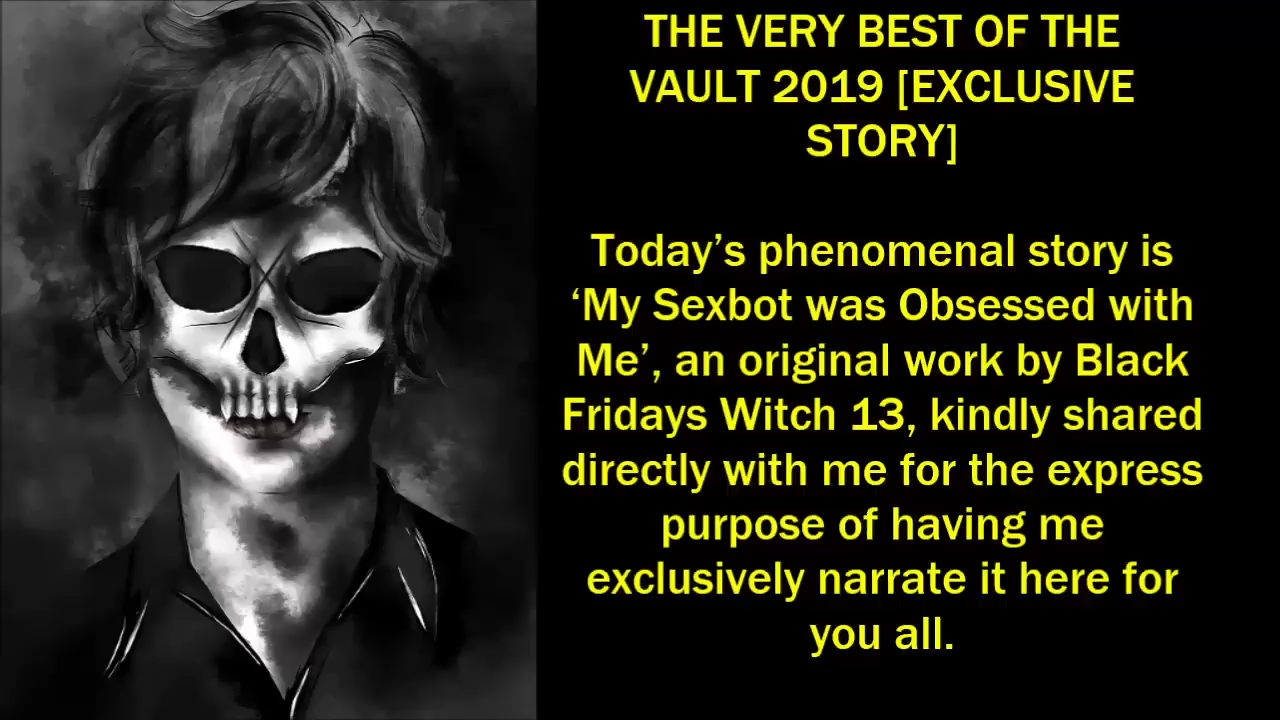 THE VERY BEST OF THE
VAULT 2019 [EXCLUSIVE
STORY]
Today’s phenomenal story is
‘My Sexbot was Obsessed with
Me’, an original work by Black
Fridays Witch 13, kindly shared
directly with me for the express
purpose of having me
exclusively narrate it here for
you all.